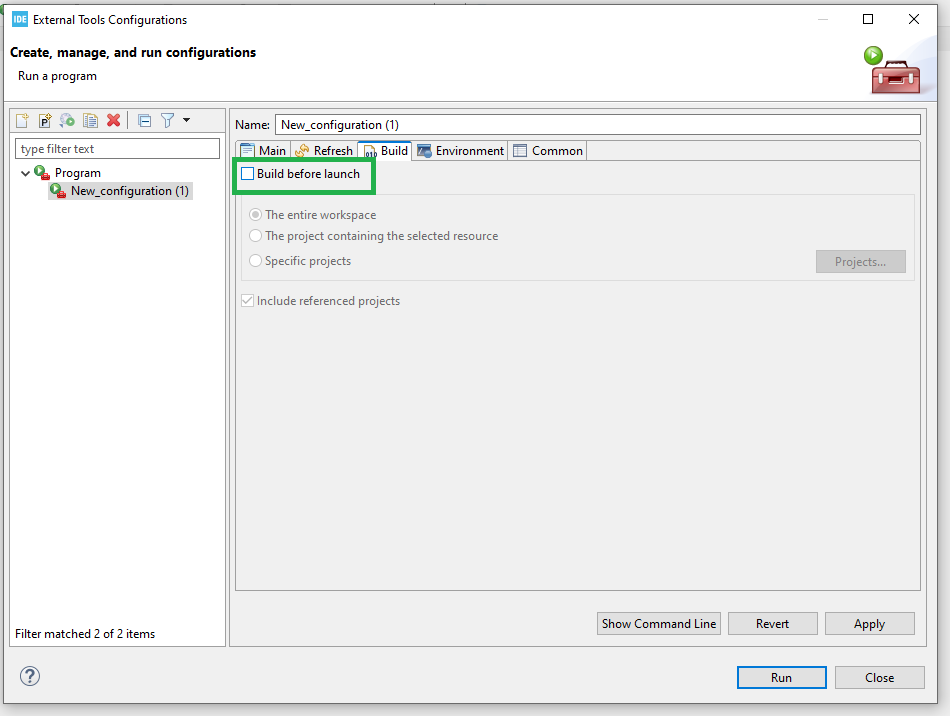 IDE External Tools Configurations
Create, manage, and run configurations
Run a program
P
type filter text
Program
New_configuration (1)
Filter matched 2 of 2 items
Name: New_configuration (1)
Main Refresh 010 Build Environment Common
Build before launch
The entire workspace
The project containing the selected resource
Specific projects
Projects...
Include referenced projects
Show Command Line Revert Apply
? Run Close